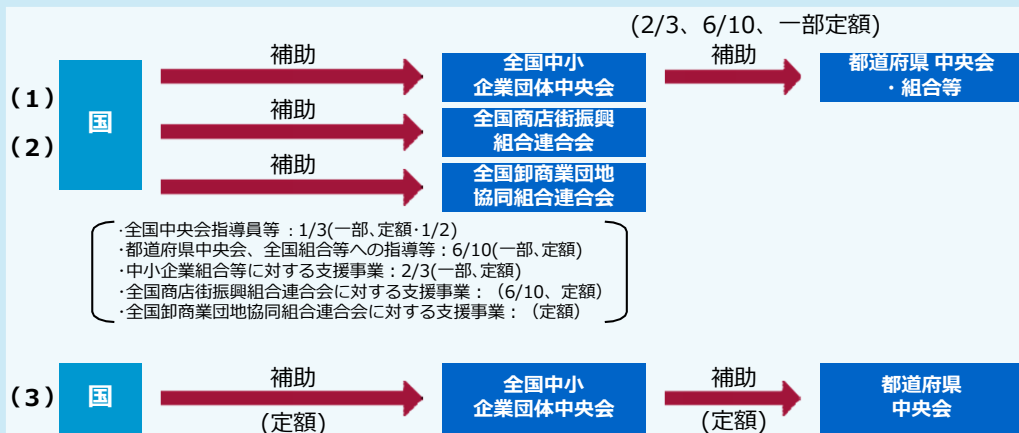 (2/3、6/10、一部定額)
補助
全国中小
企業団体中央会
補助
都道府県 中央会
・組合等
（1）
（2）
国
補助
全国商店街振興
組合連合会
補助
全国卸商業団地
協同組合連合会
・全国中央会指導員等 ：1/3(一部、定額・1/2)
・都道府県中央会、全国組合等への指導等：6/10(一部、定額)
・中小企業組合等に対する支援事業：2/3(一部、定額)
・全国商店街振興組合連合会に対する支援事業：（6/10、定額）
・全国卸商業団地協同組合連合会に対する支援事業：（定額）
（3）
国
補助
(定額)
全国中小
企業団体中央会
補助
(定額)
都道府県
中央会